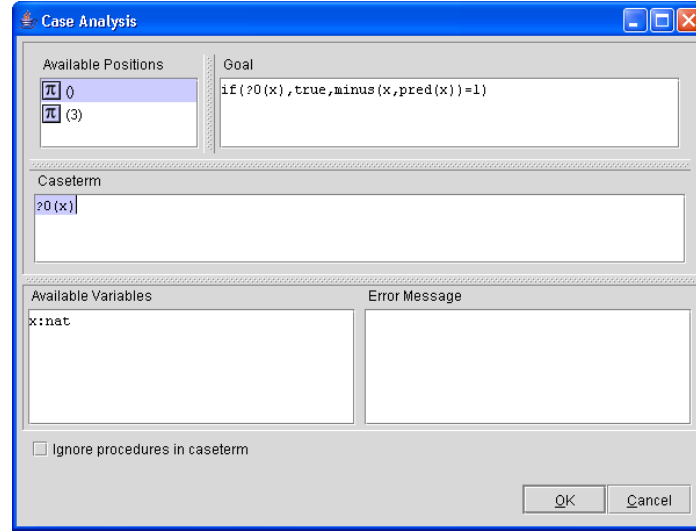 Case Analysis
Available Positions
Goal
π ()
π (3)
if(?0(x),true,minus(x,pred(x))=1)
Caseterm
?0(x)
Available Variables
Error Message
x:nat
Ignore procedures in caseterm
OK
Cancel